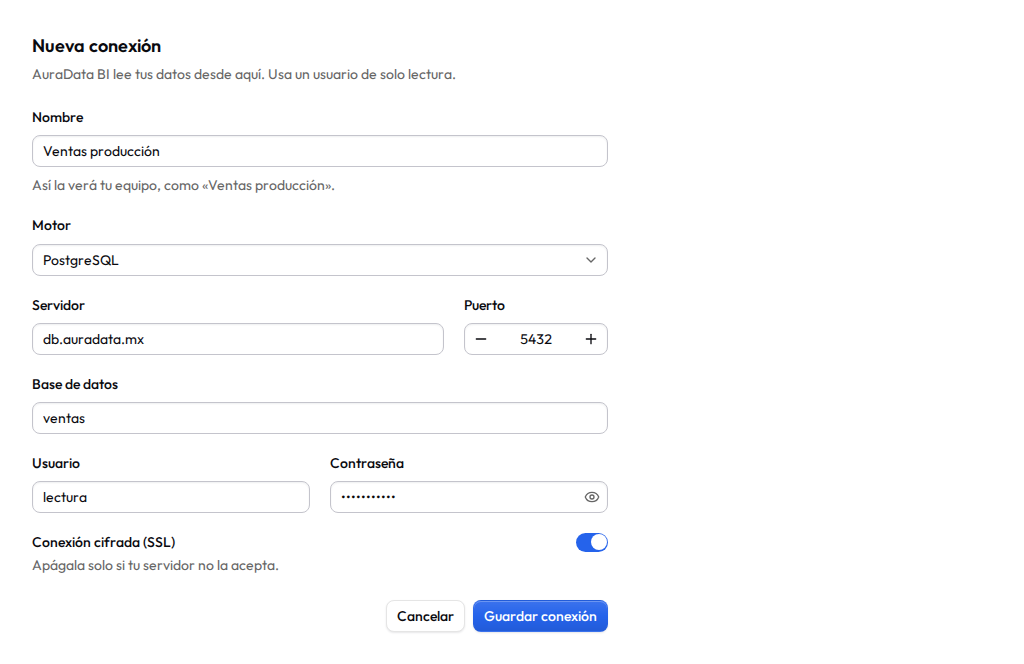 Nueva conexión
AuraData BI lee tus datos desde aquí. Usa un usuario de solo lectura.
Nombre
Ventas producción
Así la verá tu equipo, como «Ventas producción».
Motor
PostgreSQL
Servidor
Puerto
db.auradata.mx
5432
Base de datos
ventas
Usuario
Contraseña
lectura
•••••••••••
Conexión cifrada (SSL)
Apágala solo si tu servidor no la acepta.
Cancelar
Guardar conexión